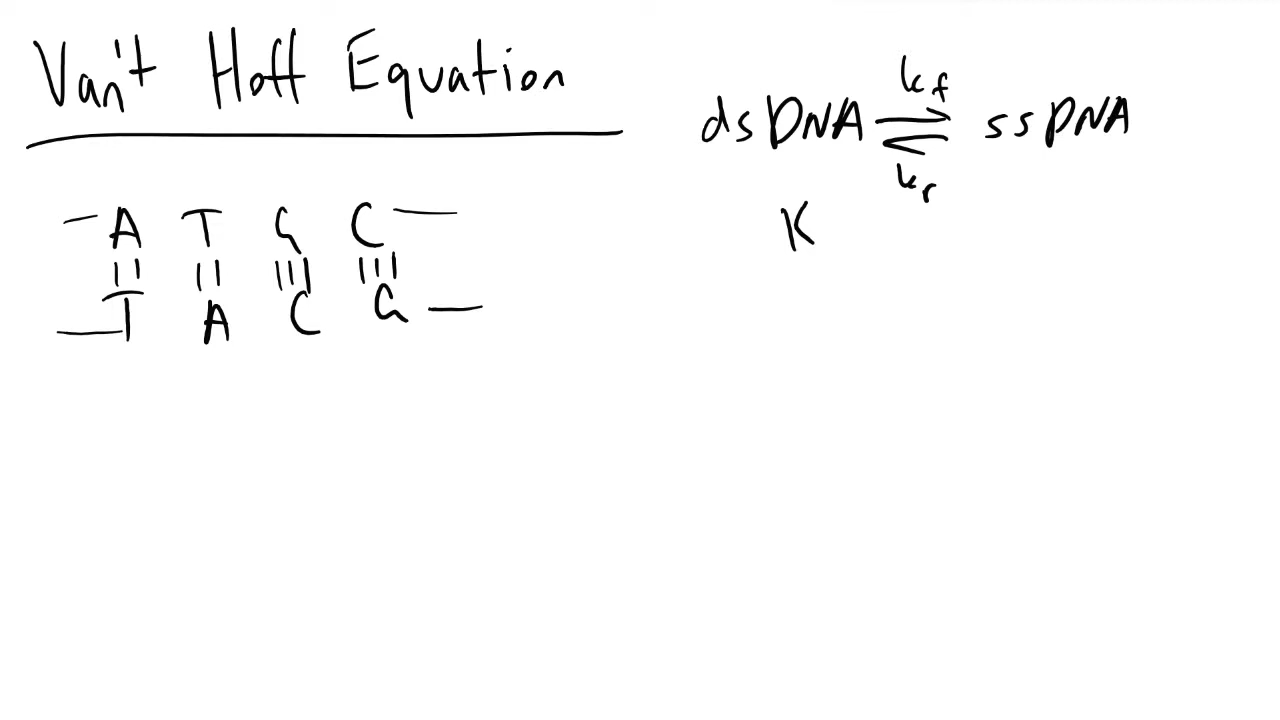 Van't Hoff Equation
dsDNA ⇌ ssDNA
kf
kr
K
A T G C
T A C G